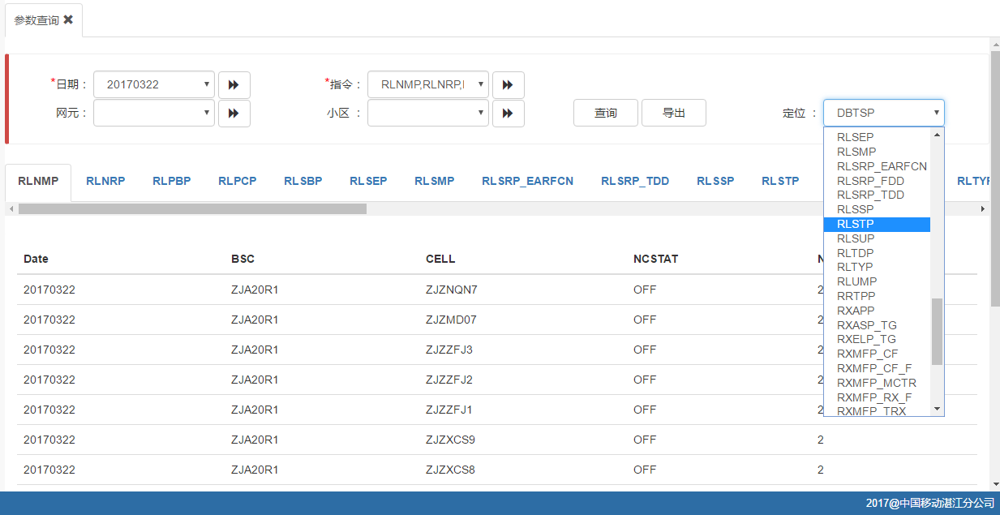 参数查询 ✖
*日期： 20170322 *指令： RLNMP,RLNRP,
网元： 小区 ： 查询 导出 定位 ： DBTSP
RLSEP
RLSMP
RLSRP_EARFCN
RLSRP_FDD
RLSRP_TDD
RLSSP
RLSTP
RLSUP
RLTDP
RLTYP
RLUMP
RRTPP
RXAPP
RXASP_TG
RXELP_TG
RXMFP_CF
RXMFP_CF_F
RXMFP_MCTR
RXMFP_RX_F
RXMFP_TRX
RLNMP RLNRP RLPBP RLPCP RLSBP RLSEP RLSMP RLSRP_EARFCN RLSRP_TDD RLSSP RLSTP RLTY
Date BSC CELL NCSTAT N
20170322 ZJA20R1 ZJZNQN7 OFF 2
20170322 ZJA20R1 ZJZMD07 OFF 2
20170322 ZJA20R1 ZJZZFJ3 OFF 2
20170322 ZJA20R1 ZJZZFJ2 OFF 2
20170322 ZJA20R1 ZJZZFJ1 OFF 2
20170322 ZJA20R1 ZJZXCS9 OFF 2
20170322 ZJA20R1 ZJZXCS8 OFF 2
2017@中国移动湛江分公司